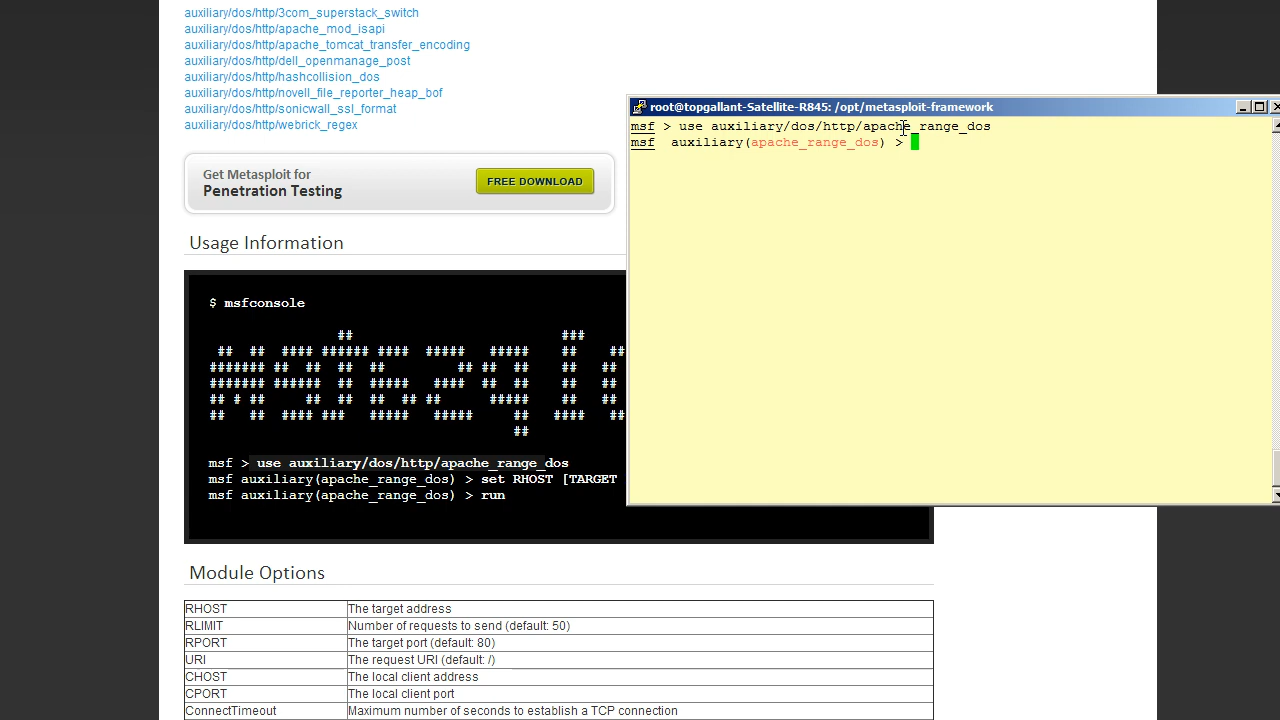 auxiliary/dos/http/3com_superstack_switch
auxiliary/dos/http/apache_mod_isapi
auxiliary/dos/http/apache_tomcat_transfer_encoding
auxiliary/dos/http/dell_openmanage_post
auxiliary/dos/http/hashcollision_dos
auxiliary/dos/http/novell_file_reporter_heap_bof
auxiliary/dos/http/sonicwall_ssl_format
auxiliary/dos/http/webrick_regex
Get Metasploit for
Penetration Testing
FREE DOWNLOAD
Usage Information
$ msfconsole
msf > use auxiliary/dos/http/apache_range_dos
msf auxiliary(apache_range_dos) > set RHOST [TARGET
msf auxiliary(apache_range_dos) > run
root@topgallant-Satellite-R845: /opt/metasploit-framework
msf > use auxiliary/dos/http/apache_range_dos
msf  auxiliary(apache_range_dos) >
Module Options
RHOST The target address
RLIMIT Number of requests to send (default: 50)
RPORT The target port (default: 80)
URI The request URI (default: /)
CHOST The local client address
CPORT The local client port
ConnectTimeout Maximum number of seconds to establish a TCP connection